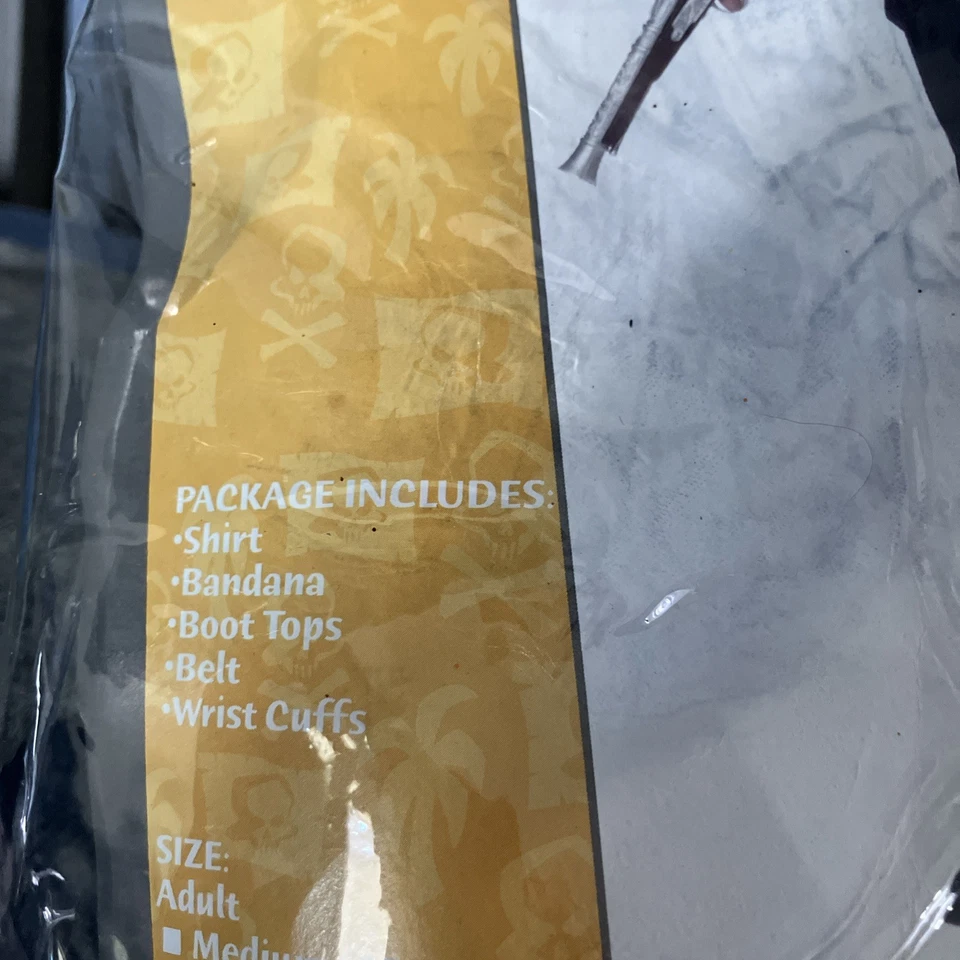 PACKAGE INCLUDES:
•Shirt
•Bandana
•Boot Tops
•Belt
•Wrist Cuffs
SIZE:
Adult